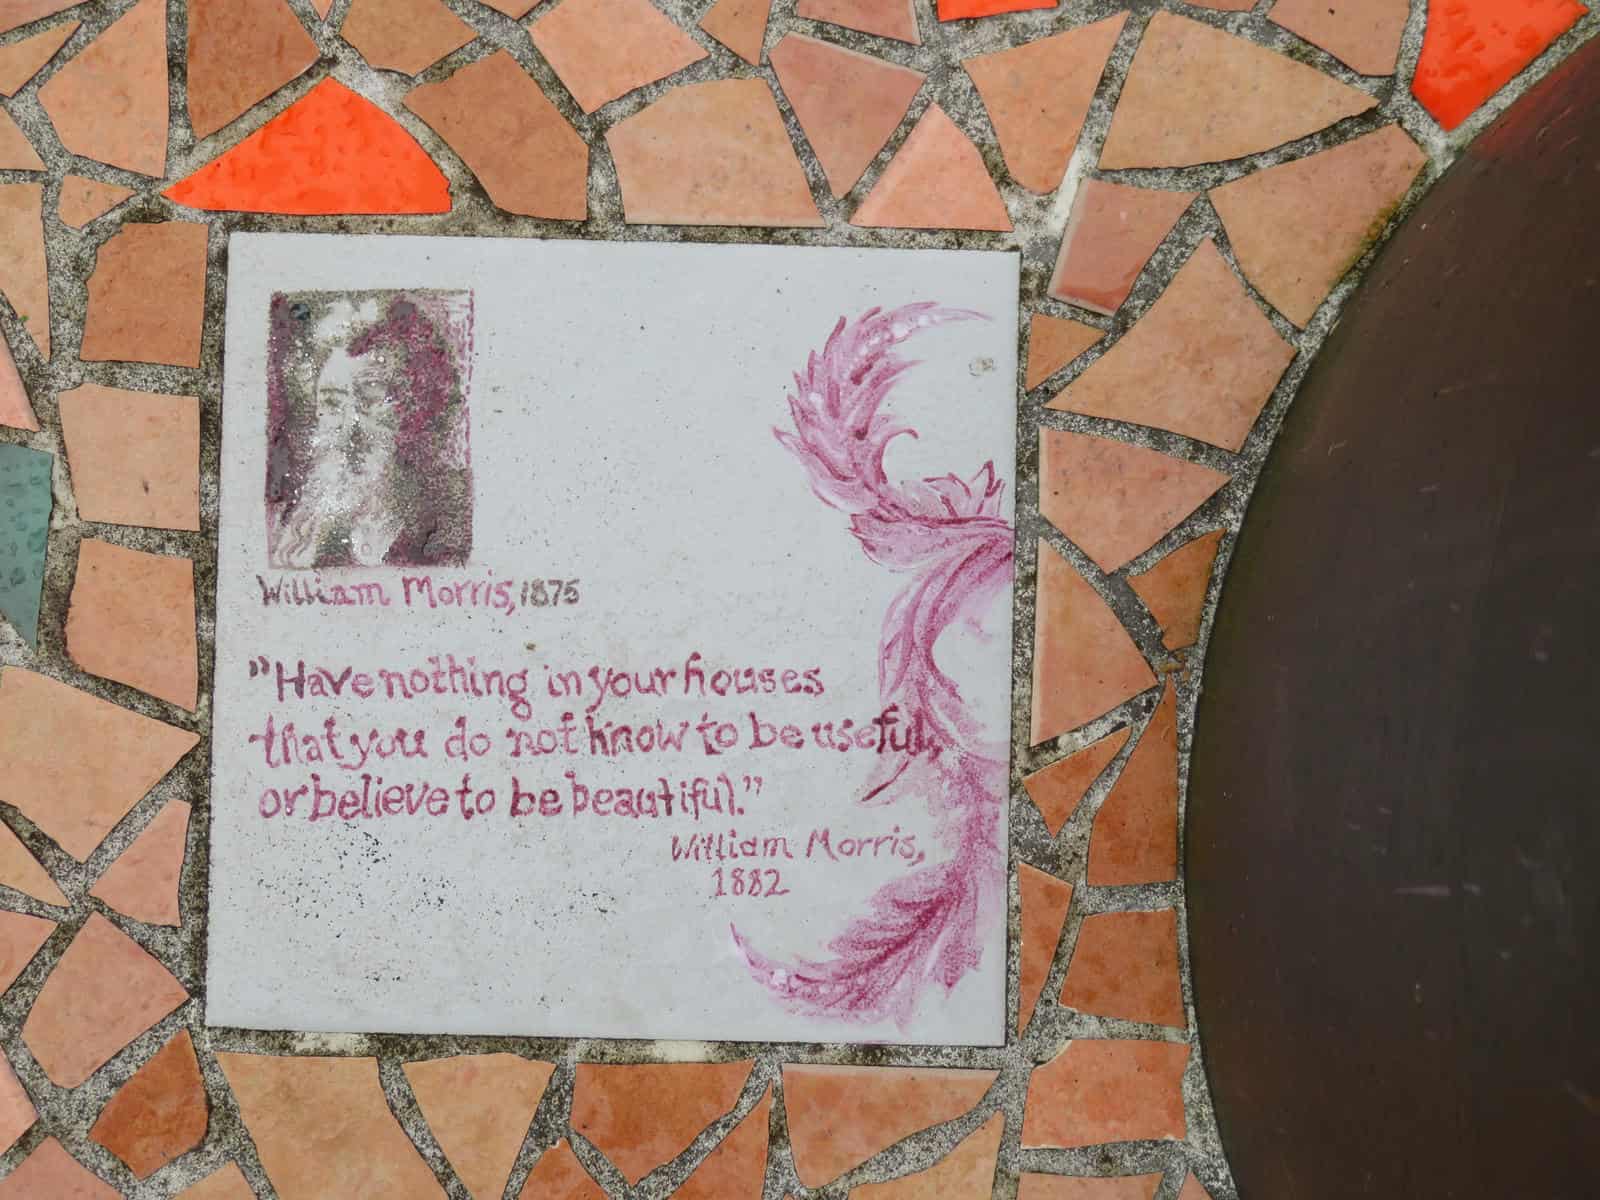 William Morris, 1875
"Have nothing in your houses
that you do not know to be useful,
or believe to be beautiful."
William Morris,
1882